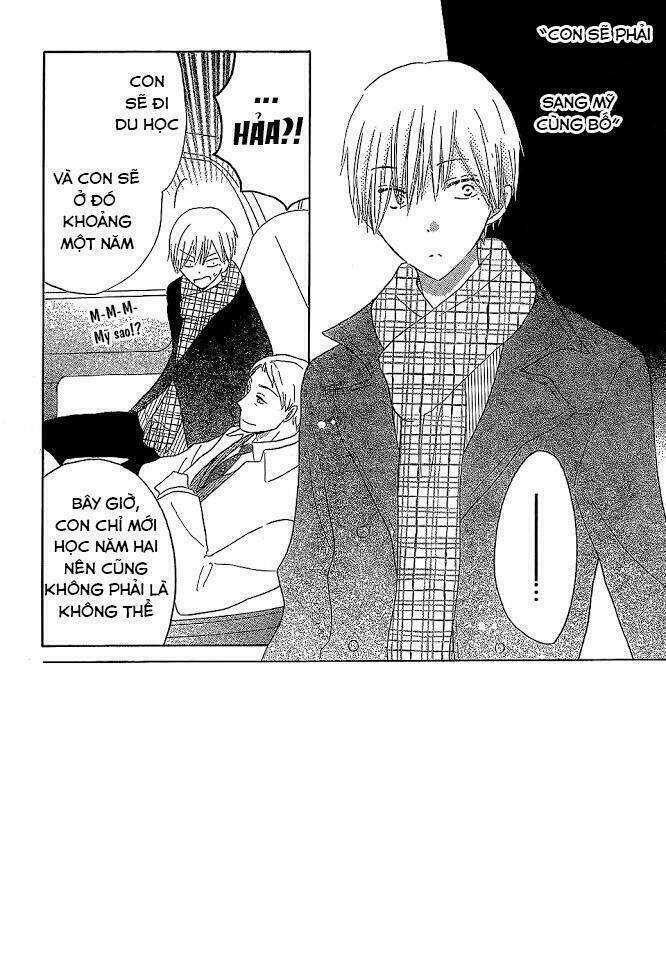 "CON SẼ PHẢI
SANG MỸ
CÙNG BỐ"
.......
...
HẢA?!
CON
SẼ ĐI
DU HỌC
VÀ CON SẼ
Ở ĐÓ
KHOẢNG
MỘT NĂM
M-M-M-
Mỹ sao!?
BÂY GIỜ,
CON CHỈ MỚI
HỌC NĂM HAI
NÊN CŨNG
KHÔNG PHẢI LÀ
KHÔNG THỂ